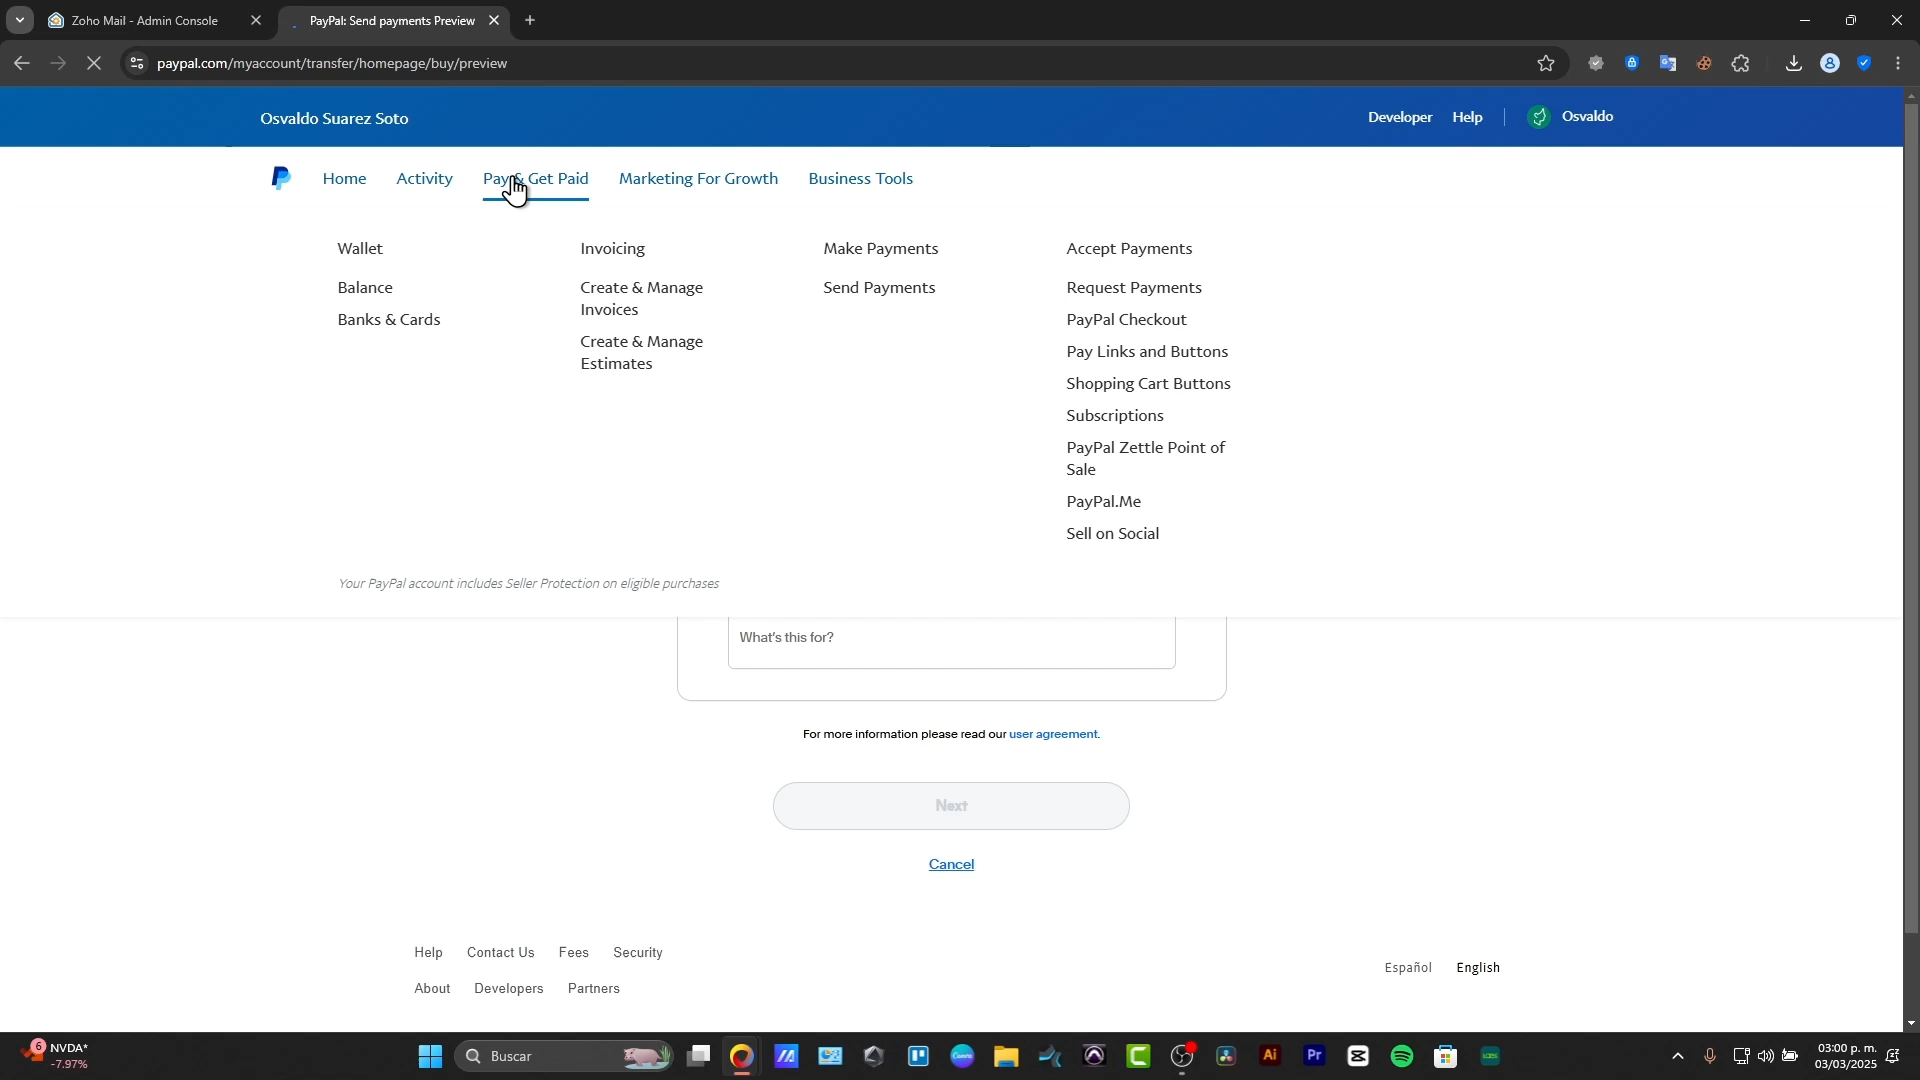 Zoho Mail - Admin Console
PayPal: Send payments Preview
paypal.com/myaccount/transfer/homepage/buy/preview
Osvaldo Suarez Soto
Developer Help Osvaldo
Home Activity Pay & Get Paid Marketing For Growth Business Tools
Wallet
Balance
Banks & Cards
Invoicing
Create & Manage
Invoices
Create & Manage
Estimates
Make Payments
Send Payments
Accept Payments
Request Payments
PayPal Checkout
Pay Links and Buttons
Shopping Cart Buttons
Subscriptions
PayPal Zettle Point of
Sale
PayPal.Me
Sell on Social
Your PayPal account includes Seller Protection on eligible purchases
What's this for?
For more information please read our user agreement.
Next
Cancel
Help Contact Us Fees Security
About Developers Partners
Español English
6 NVDA*
-7.97%
Buscar
Canva
Ai
Pr
03:00 p. m.
03/03/2025